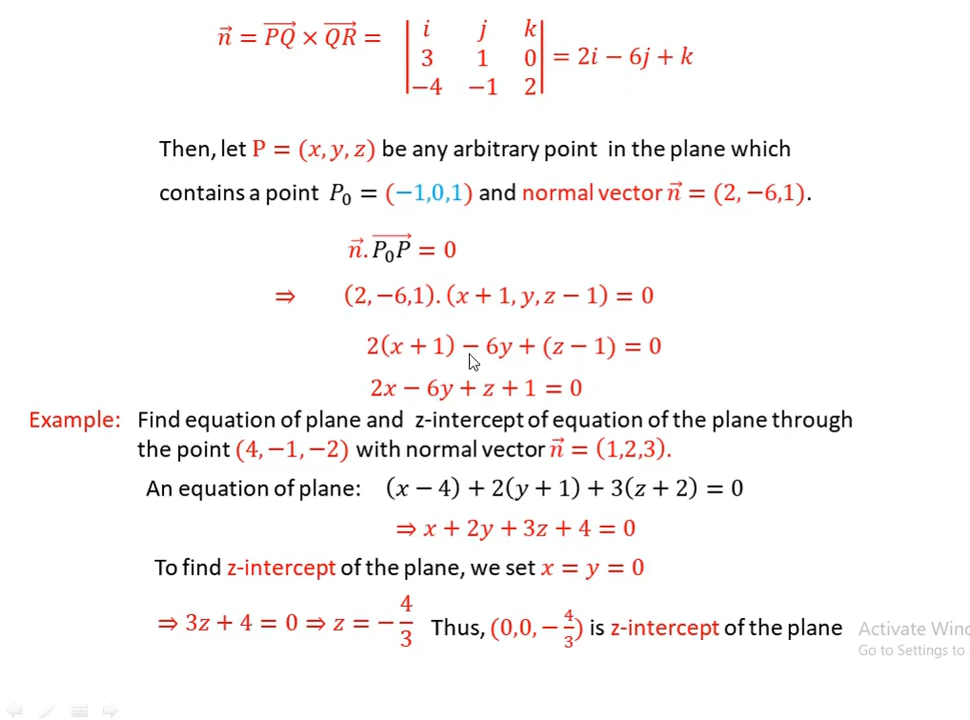 n⃗ = PQ⃗ × QR⃗ = | i j k |
| 3 1 0 | = 2i − 6j + k
| −4 −1 2 |
Then, let P = (x, y, z) be any arbitrary point in the plane which
contains a point P₀ = (−1,0,1) and normal vector n⃗ = (2, −6,1).
n⃗. P₀P⃗ = 0
⇒ (2, −6,1). (x + 1, y, z − 1) = 0
2(x + 1) − 6y + (z − 1) = 0
2x − 6y + z + 1 = 0
Example: Find equation of plane and z-intercept of equation of the plane through
the point (4, −1, −2) with normal vector n⃗ = (1,2,3).
An equation of plane: (x − 4) + 2(y + 1) + 3(z + 2) = 0
⇒ x + 2y + 3z + 4 = 0
To find z-intercept of the plane, we set x = y = 0
⇒ 3z + 4 = 0 ⇒ z = −4/3 Thus, (0,0, −4/3) is z-intercept of the plane
Activate Wind
Go to Settings to